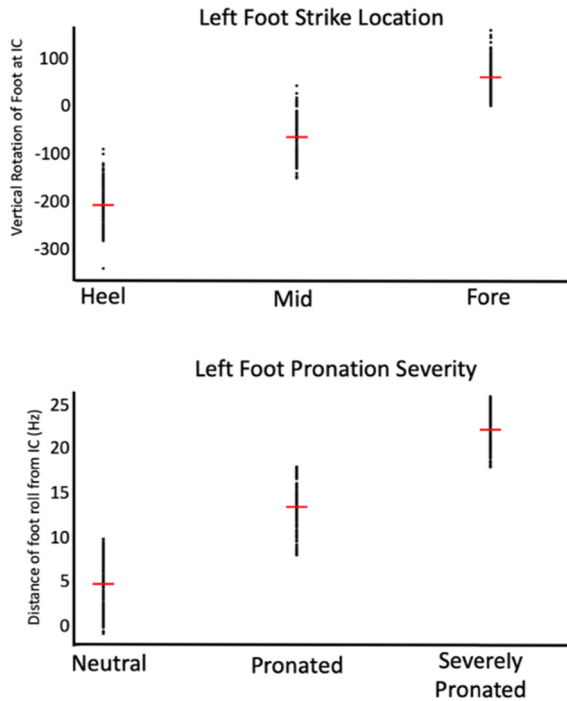 Left Foot Strike Location
Vertical Rotation of Foot at IC
100
0
-100
-200
-300
Heel Mid Fore
Left Foot Pronation Severity
Distance of foot roll from IC (Hz)
25
20
15
10
5
0
Neutral Pronated Severely
Pronated